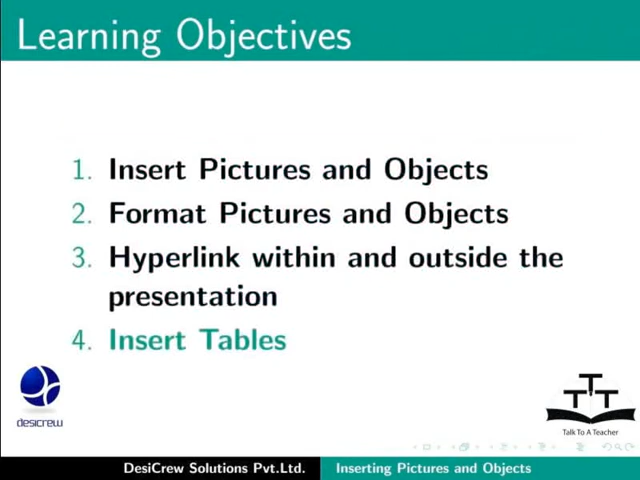 Learning Objectives
1. Insert Pictures and Objects
2. Format Pictures and Objects
3. Hyperlink within and outside the
presentation
4. Insert Tables
desicrew
TTT
Talk To A Teacher
DesiCrew Solutions Pvt.Ltd. Inserting Pictures and Objects